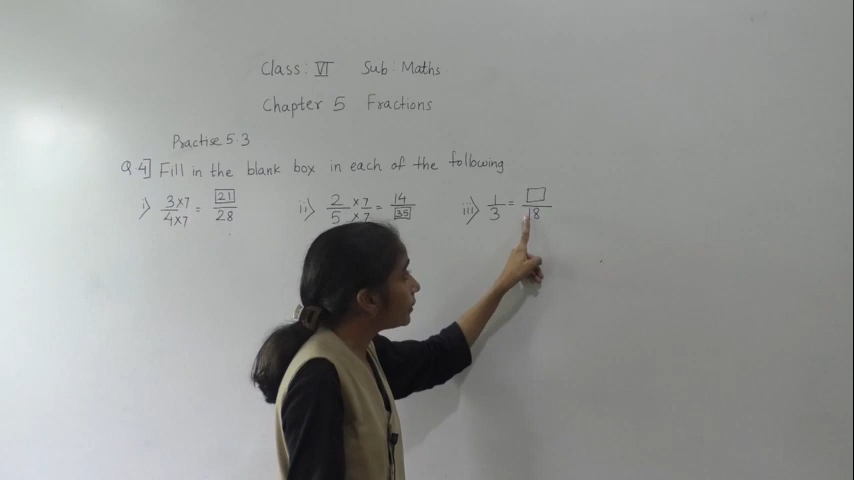 Class: VI Sub: Maths
Chapter 5 Fractions
Practise 5.3
Q.4] Fill in the blank box in each of the following
i) 3×7/4×7 = 21/28 ii) 2×7/5×7 = 14/35 iii) 1/3 = □/18